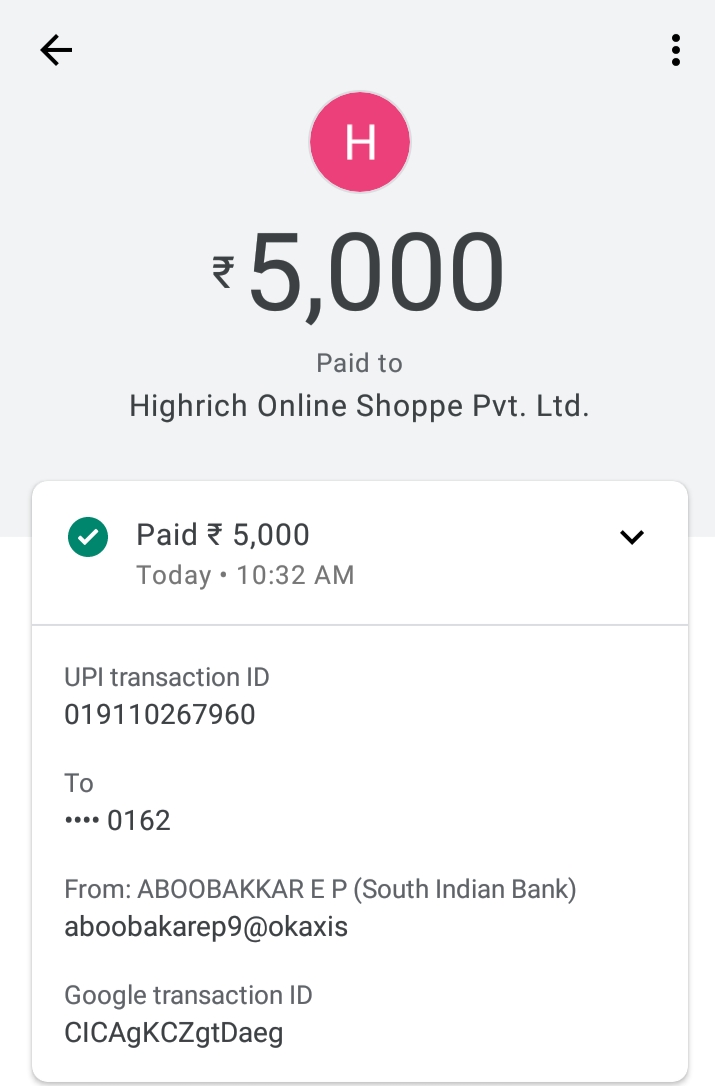 H
₹5,000
Paid to
Highrich Online Shoppe Pvt. Ltd.
Paid ₹ 5,000
Today • 10:32 AM
UPI transaction ID
019110267960
To
•••• 0162
From: ABOOBAKKAR E P (South Indian Bank)
aboobakarep9@okaxis
Google transaction ID
CICAgKCZgtDaeg